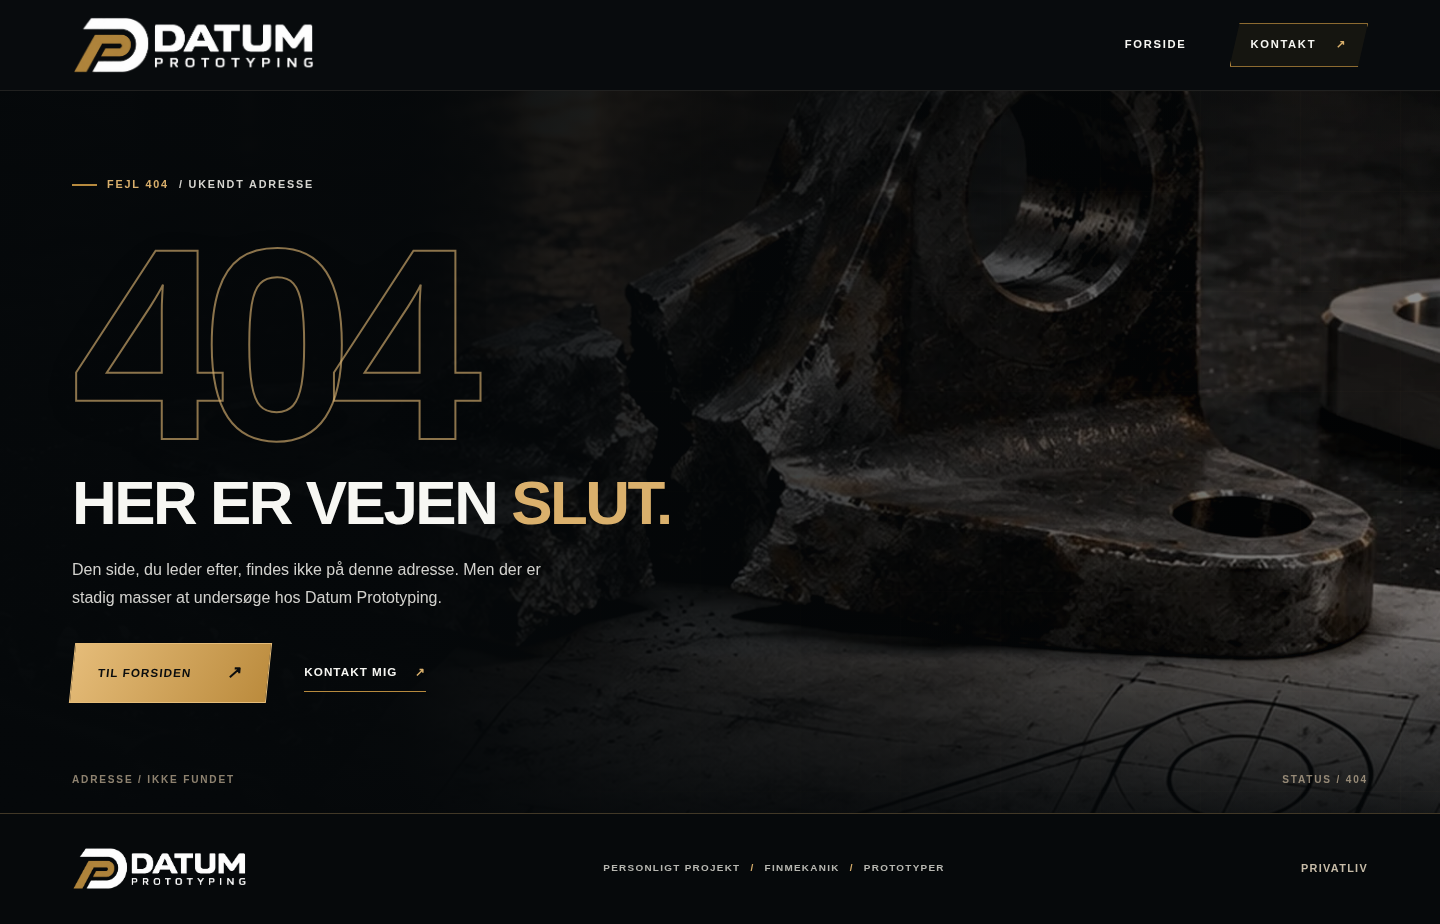 DATUM
PROTOTYPING
FORSIDE
KONTAKT ↗
FEJL 404 / UKENDT ADRESSE
404
HER ER VEJEN SLUT.
Den side, du leder efter, findes ikke på denne adresse. Men der er
stadig masser at undersøge hos Datum Prototyping.
TIL FORSIDEN ↗
KONTAKT MIG ↗
ADRESSE / IKKE FUNDET
STATUS / 404
DATUM
PROTOTYPING
PERSONLIGT PROJEKT / FINMEKANIK / PROTOTYPER
PRIVATLIV